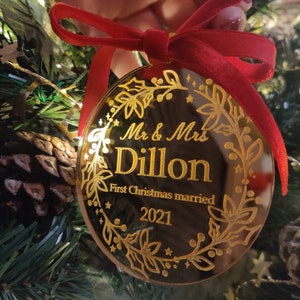 Mr & Mrs
Dillon
First Christmas married
2021